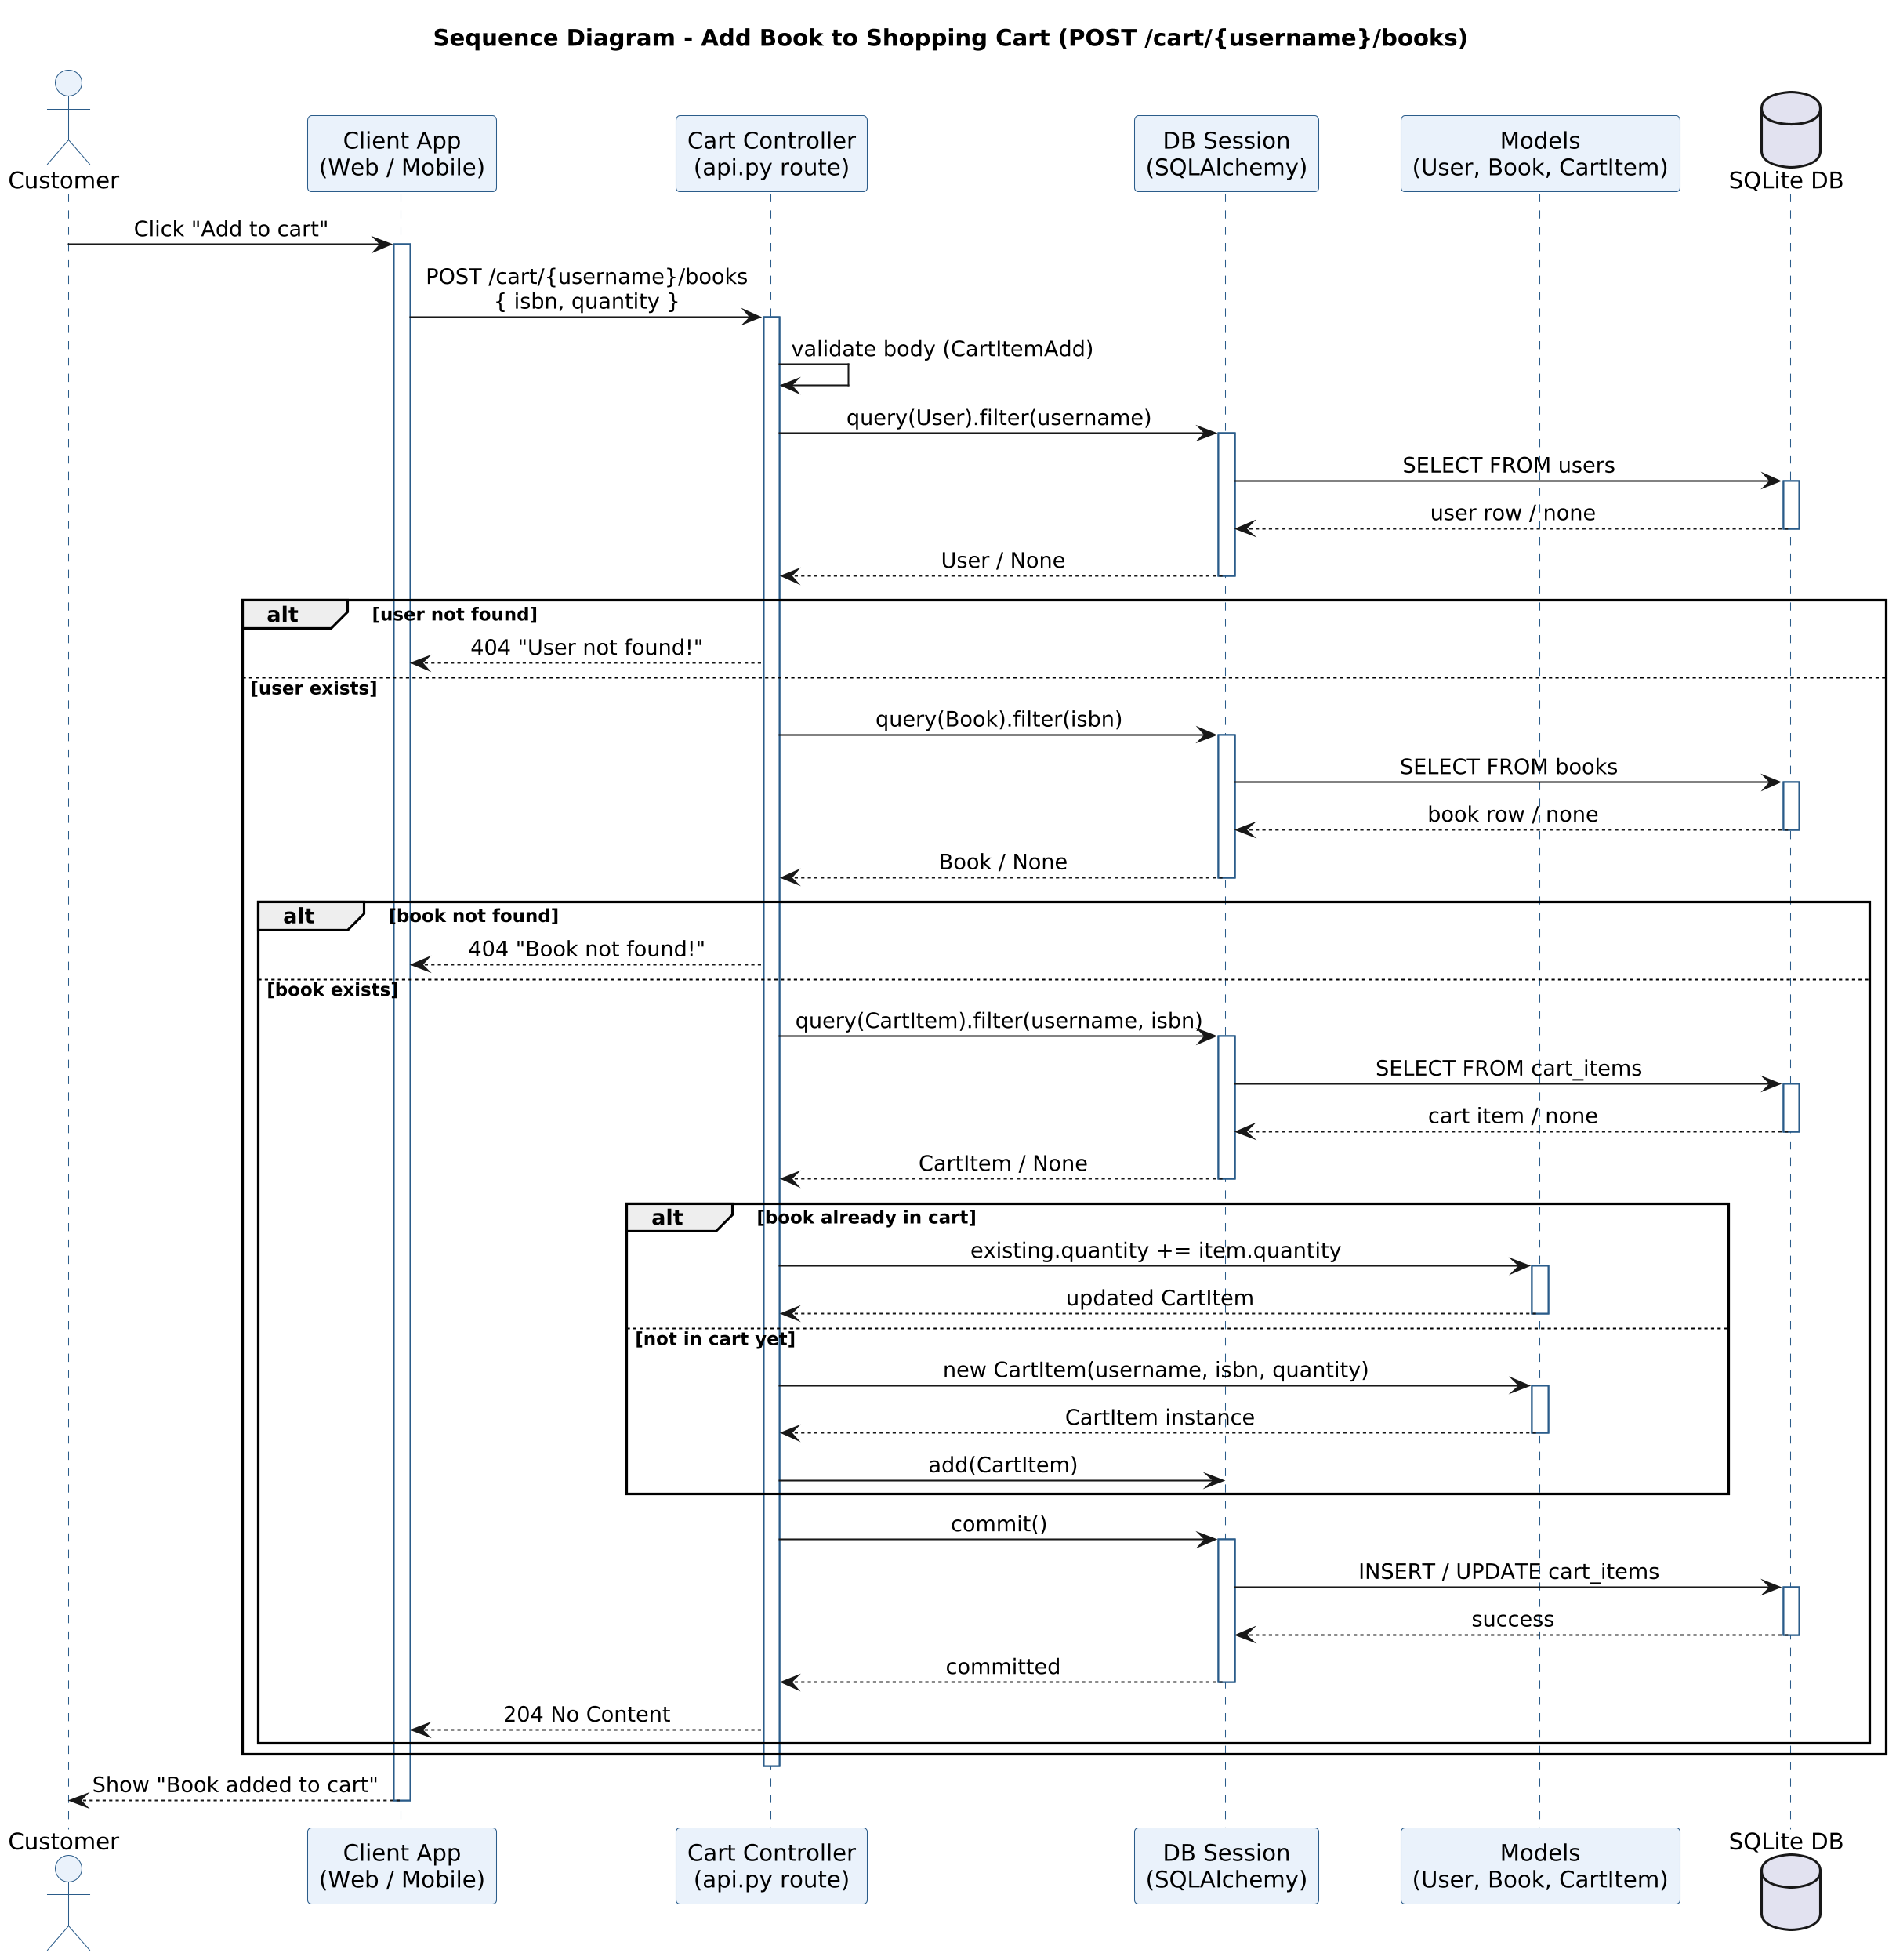 Sequence Diagram - Add Book to Shopping Cart (POST /cart/{username}/books)
Customer
Client App
(Web / Mobile)
Cart Controller
(api.py route)
DB Session
(SQLAlchemy)
Models
(User, Book, CartItem)
SQLite DB
Click "Add to cart"
POST /cart/{username}/books
{ isbn, quantity }
validate body (CartItemAdd)
query(User).filter(username)
SELECT FROM users
user row / none
User / None
alt [user not found]
404 "User not found!"
[user exists]
query(Book).filter(isbn)
SELECT FROM books
book row / none
Book / None
alt [book not found]
404 "Book not found!"
[book exists]
query(CartItem).filter(username, isbn)
SELECT FROM cart_items
cart item / none
CartItem / None
alt [book already in cart]
existing.quantity += item.quantity
updated CartItem
[not in cart yet]
new CartItem(username, isbn, quantity)
CartItem instance
add(CartItem)
commit()
INSERT / UPDATE cart_items
success
committed
204 No Content
Show "Book added to cart"
Customer
Client App
(Web / Mobile)
Cart Controller
(api.py route)
DB Session
(SQLAlchemy)
Models
(User, Book, CartItem)
SQLite DB